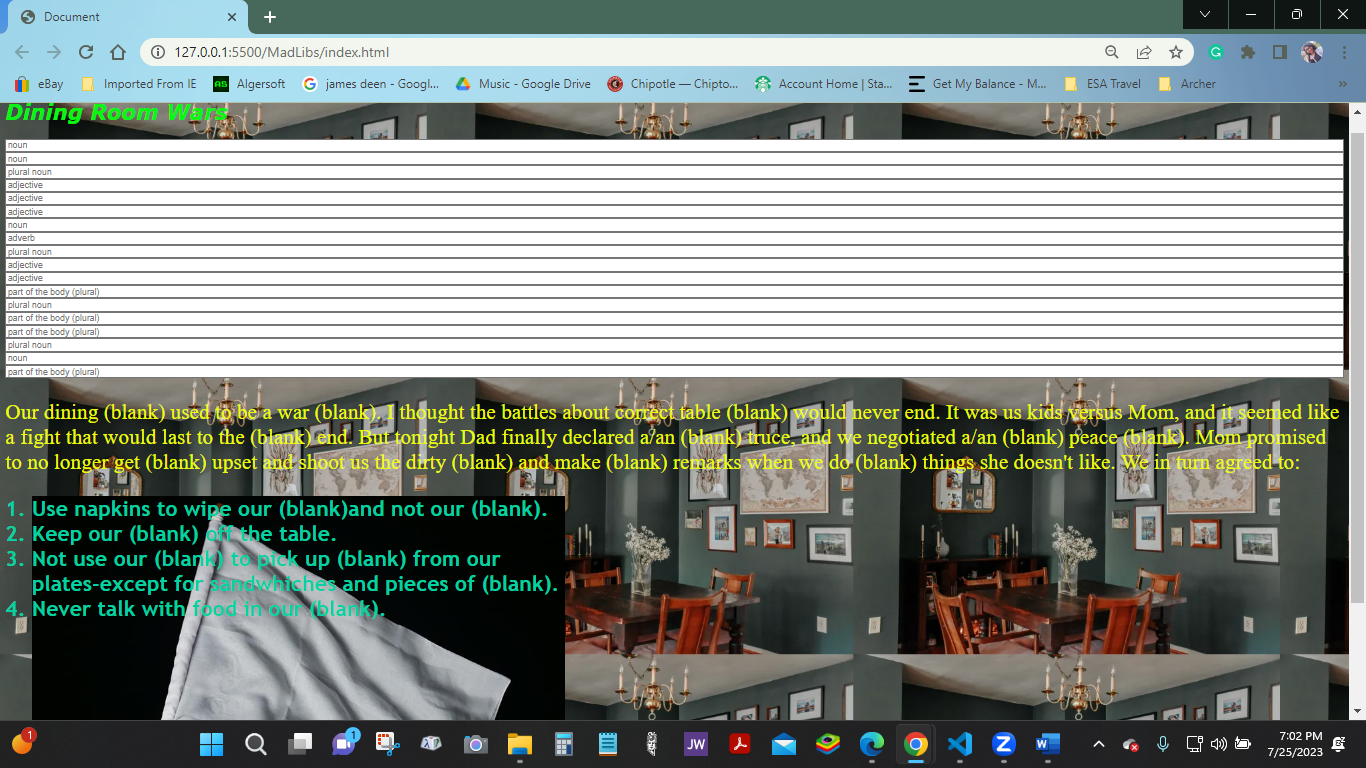 Document
127.0.0.1:5500/MadLibs/index.html
eBay Imported From IE Algersoft james deen - Googl... Music - Google Drive Chipotle — Chipto... Account Home | Sta... Get My Balance - M... ESA Travel Archer »
Dining Room Wars
noun
noun
plural noun
adjective
adjective
adjective
noun
adverb
plural noun
adjective
adjective
part of the body (plural)
plural noun
part of the body (plural)
part of the body (plural)
plural noun
noun
part of the body (plural)
Our dining (blank) used to be a war (blank). I thought the battles about correct table (blank) would never end. It was us kids versus Mom, and it seemed like
a fight that would last to the (blank) end. But tonight Dad finally declared a/an (blank) truce, and we negotiated a/an (blank) peace (blank). Mom promised
to no longer get (blank) upset and shoot us the dirty (blank) and make (blank) remarks when we do (blank) things she doesn't like. We in turn agreed to:
1. Use napkins to wipe our (blank)and not our (blank).
2. Keep our (blank) off the table.
3. Not use our (blank) to pick up (blank) from our
plates-except for sandwhiches and pieces of (blank).
4. Never talk with food in our (blank).
1 1 JW 7:02 PM
7/25/2023